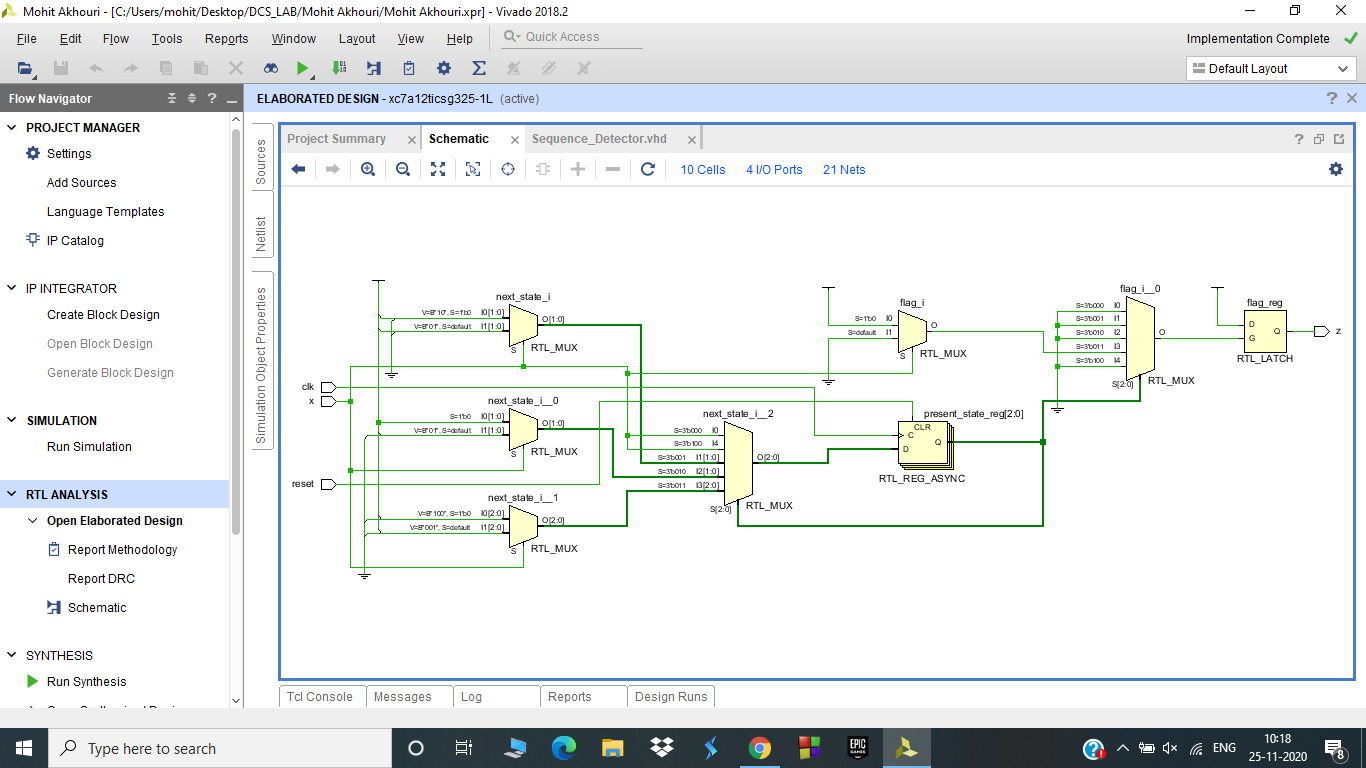 Mohit Akhouri - [C:/Users/mohit/Desktop/DCS_LAB/Mohit Akhouri/Mohit Akhouri.xpr] - Vivado 2018.2
File Edit Flow Tools Reports Window Layout View Help Quick Access
Implementation Complete
Default Layout
Flow Navigator
ELABORATED DESIGN - xc7a12ticsg325-1L (active)
PROJECT MANAGER
Settings
Add Sources
Language Templates
IP Catalog
IP INTEGRATOR
Create Block Design
Open Block Design
Generate Block Design
SIMULATION
Run Simulation
RTL ANALYSIS
Open Elaborated Design
Report Methodology
Report DRC
Schematic
SYNTHESIS
Run Synthesis
Sources
Netlist
Simulation Object Properties
Project Summary Schematic Sequence_Detector.vhd
10 Cells 4 I/O Ports 21 Nets
next_state_i
V=B"10", S=1'b0 I0[1:0]
V=B"01", S=default I1[1:0]
O[1:0]
S
RTL_MUX
clk
x
reset
next_state_i__0
S=1'b0 I0[1:0]
V=B"01", S=default I1[1:0]
O[1:0]
S
RTL_MUX
next_state_i__1
V=B"100", S=1'b0 I0[2:0]
V=B"001", S=default I1[2:0]
O[2:0]
S
RTL_MUX
next_state_i__2
S=3'b000 I0
S=3'b100 I4
S=3'b001 I1[1:0]
S=3'b010 I2[1:0]
S=3'b011 I3[2:0]
O[2:0]
S[2:0]
RTL_MUX
flag_i
S=1'b0 I0
S=default I1
O
S
RTL_MUX
present_state_reg[2:0]
CLR
C
D
Q
RTL_REG_ASYNC
flag_i__0
S=3'b000 I0
S=3'b001 I1
S=3'b010 I2
S=3'b011 I3
S=3'b100 I4
O
S[2:0]
RTL_MUX
flag_reg
D
G
Q
RTL_LATCH
z
Tcl Console Messages Log Reports Design Runs
Type here to search
EPIC GAMES
ENG
10:18
25-11-2020
8